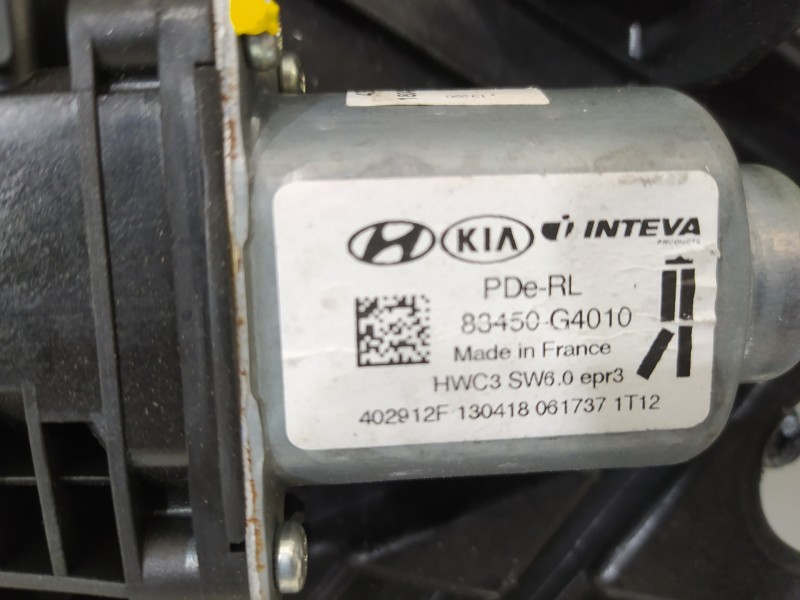 KIA INTEVA
PRODUCTS
PDe-RL
83450-G4010
Made in France
HWC3 SW6.0 epr3
402912F 130418 061737 1T12